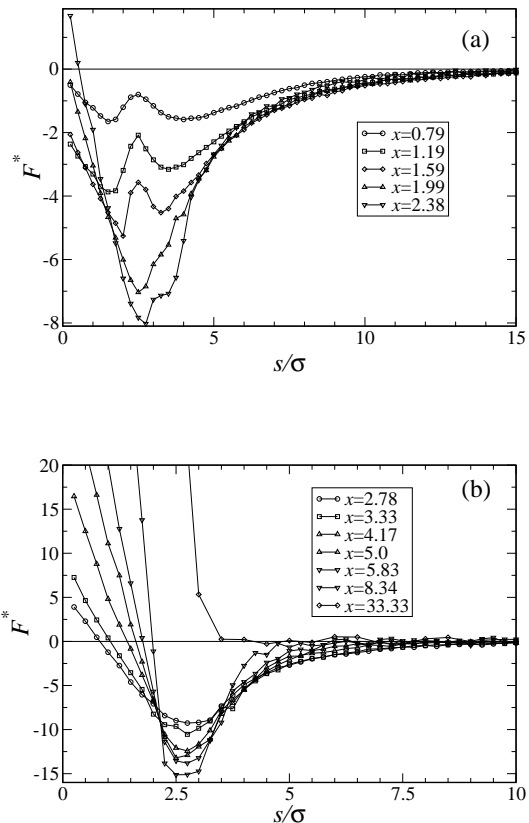 (a)
0
-2
-4
-6
-8
F*
x=0.79
x=1.19
x=1.59
x=1.99
x=2.38
0 5 10 15
s/σ
(b)
20
15
10
5
0
-5
-10
-15
F*
x=2.78
x=3.33
x=4.17
x=5.0
x=5.83
x=8.34
x=33.33
0 2.5 5 7.5 10
s/σ